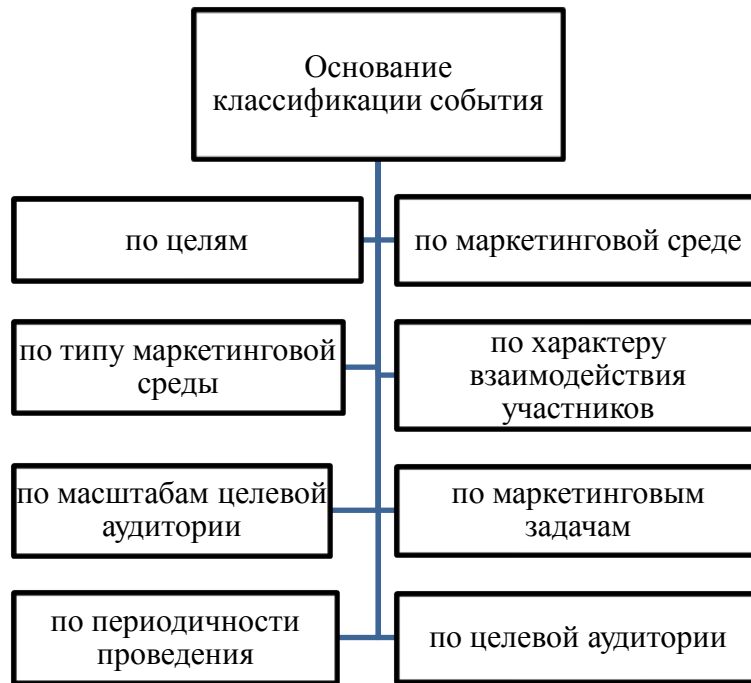 Основание
классификации события
по целям
по маркетинговой среде
по типу маркетинговой
среды
по характеру
взаимодействия
участников
по масштабам целевой
аудитории
по маркетинговым
задачам
по периодичности
проведения
по целевой аудитории